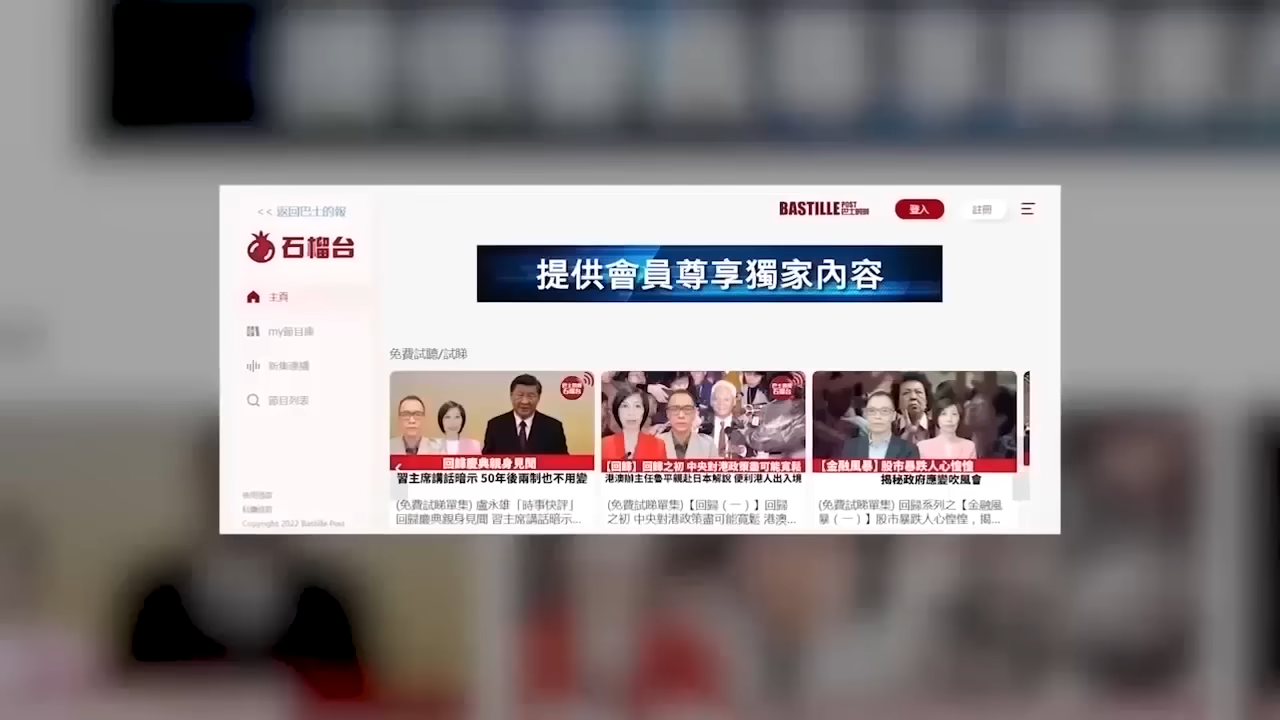 << 返回巴士的報
石榴台
主頁
my節目庫
新集連播
節目列表
Copyright 2022 Bastille Post
BASTILLE POST 巴士的報
登入
註冊
提供會員尊享獨家內容
免費試聽/試睇
回歸慶典親身見聞
習主席講話暗示 50年後兩制也不用變
(免費試睇單集) 盧永雄「時事快評」
回歸慶典親身見聞 習主席講話暗示...
【回歸】回歸之初 中央對港政策盡可能寬鬆
港澳辦主任魯平親赴日本解說 便利港人出入境
(免費試睇單集)【回歸（一）】回歸
之初 中央對港政策盡可能寬鬆 港澳...
【金融風暴】股市暴跌人心惶惶
揭秘政府應變吹風會
(免費試睇單集) 回歸系列之【金融風
暴（一）】股市暴跌人心惶惶，揭...